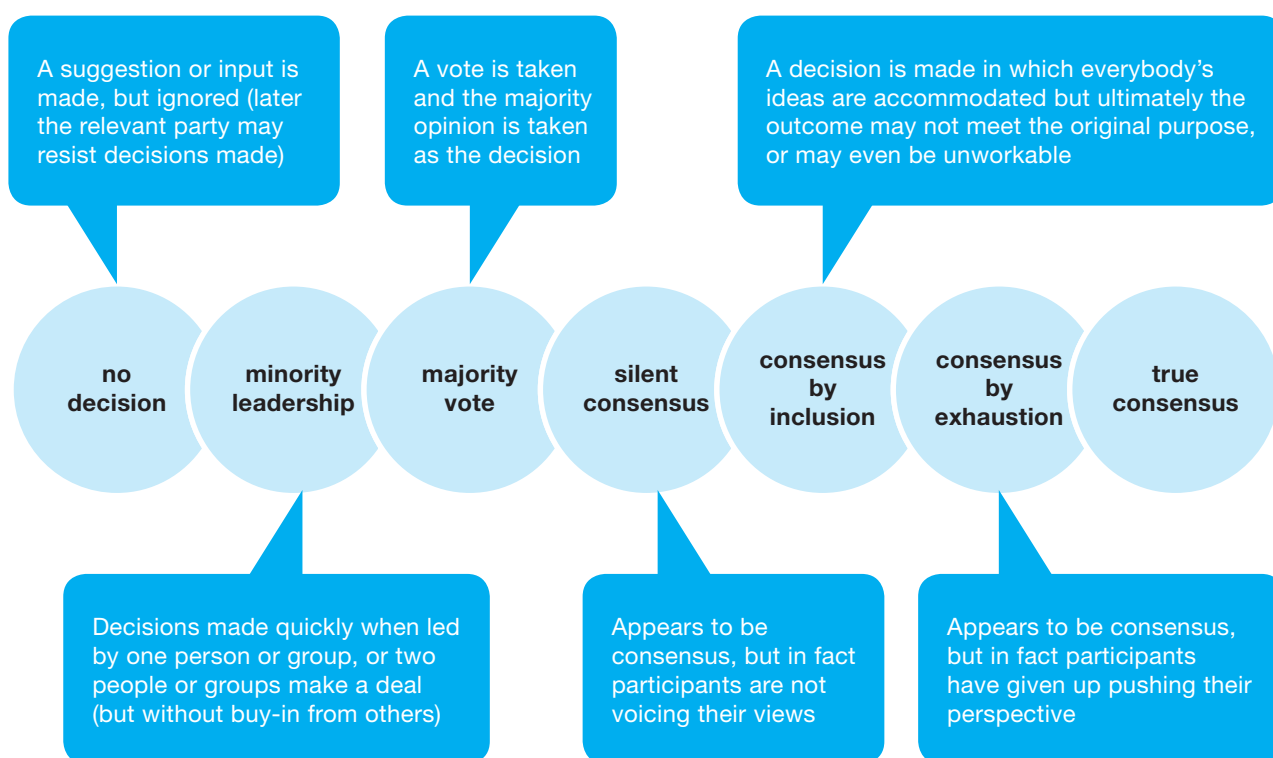 A suggestion or input is
made, but ignored (later
the relevant party may
resist decisions made)
A vote is taken
and the majority
opinion is taken
as the decision
A decision is made in which everybody’s
ideas are accommodated but ultimately the
outcome may not meet the original purpose,
or may even be unworkable
no
decision
minority
leadership
majority
vote
silent
consensus
consensus
by
inclusion
consensus
by
exhaustion
true
consensus
Decisions made quickly when led
by one person or group, or two
people or groups make a deal
(but without buy-in from others)
Appears to be
consensus, but in fact
participants are not
voicing their views
Appears to be consensus,
but in fact participants
have given up pushing their
perspective